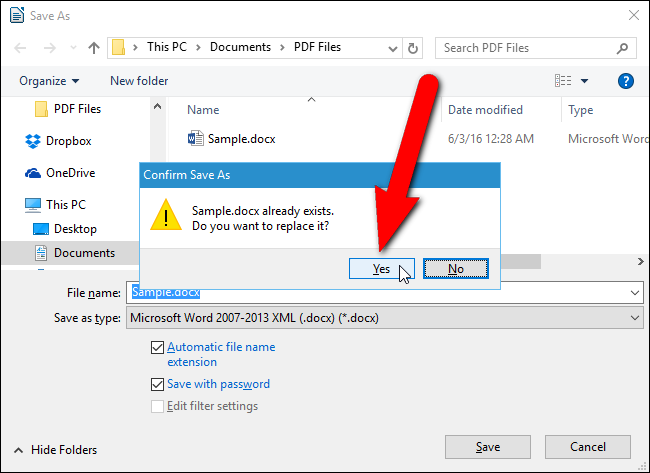 Save As
This PC > Documents > PDF Files
Search PDF Files
Organize
New folder
?
PDF Files
Dropbox
OneDrive
This PC
Desktop
Documents
Name
Date modified
Type
Sample.docx
6/3/16 12:28 AM
Microsoft Word
Confirm Save As
Sample.docx already exists.
Do you want to replace it?
Yes
No
File name:
Sample.docx
Save as type:
Microsoft Word 2007-2013 XML (.docx) (*.docx)
Automatic file name
extension
Save with password
Edit filter settings
Hide Folders
Save
Cancel